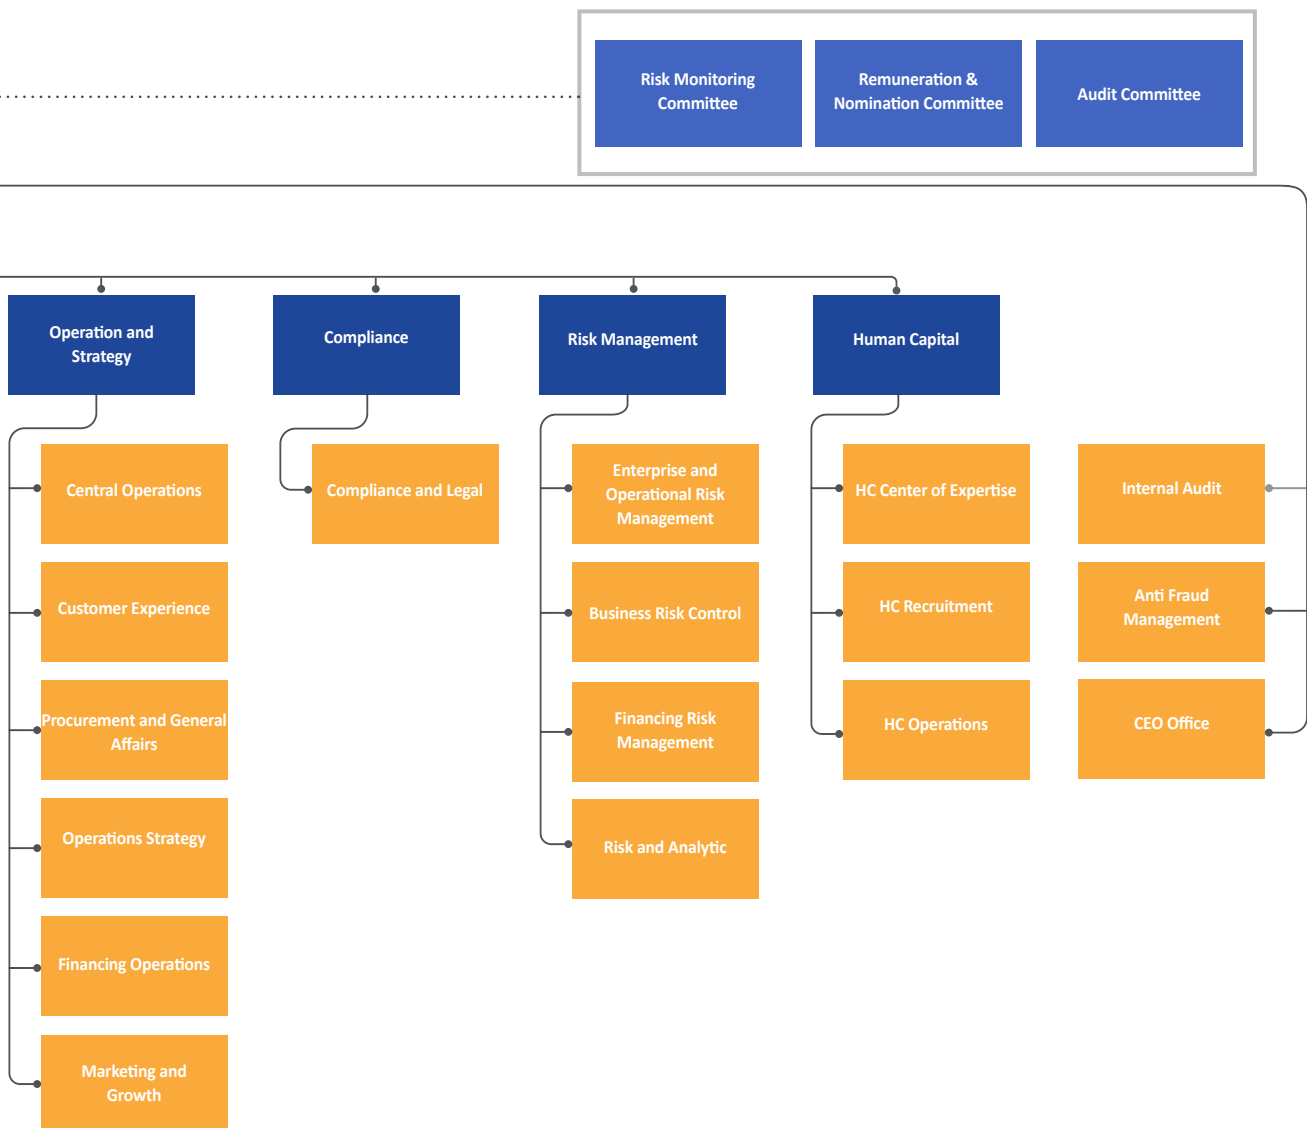 Risk Monitoring
Committee
Remuneration &
Nomination Committee
Audit Committee
Operation and
Strategy
Compliance
Risk Management
Human Capital
Central Operations
Customer Experience
Procurement and General
Affairs
Operations Strategy
Financing Operations
Marketing and
Growth
Compliance and Legal
Enterprise and
Operational Risk
Management
Business Risk Control
Financing Risk
Management
Risk and Analytic
HC Center of Expertise
HC Recruitment
HC Operations
Internal Audit
Anti Fraud
Management
CEO Office